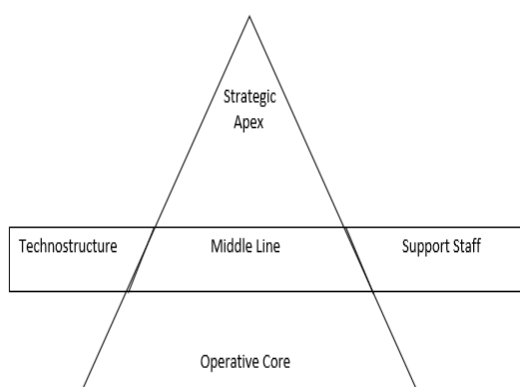 Strategic
Apex
Technostructure
Middle Line
Support Staff
Operative Core